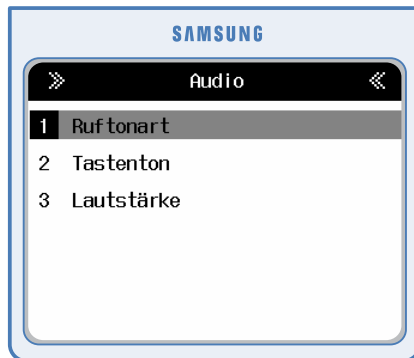 SAMSUNG
Audio
1 Ruftonart
2 Tastenton
3 Lautstärke